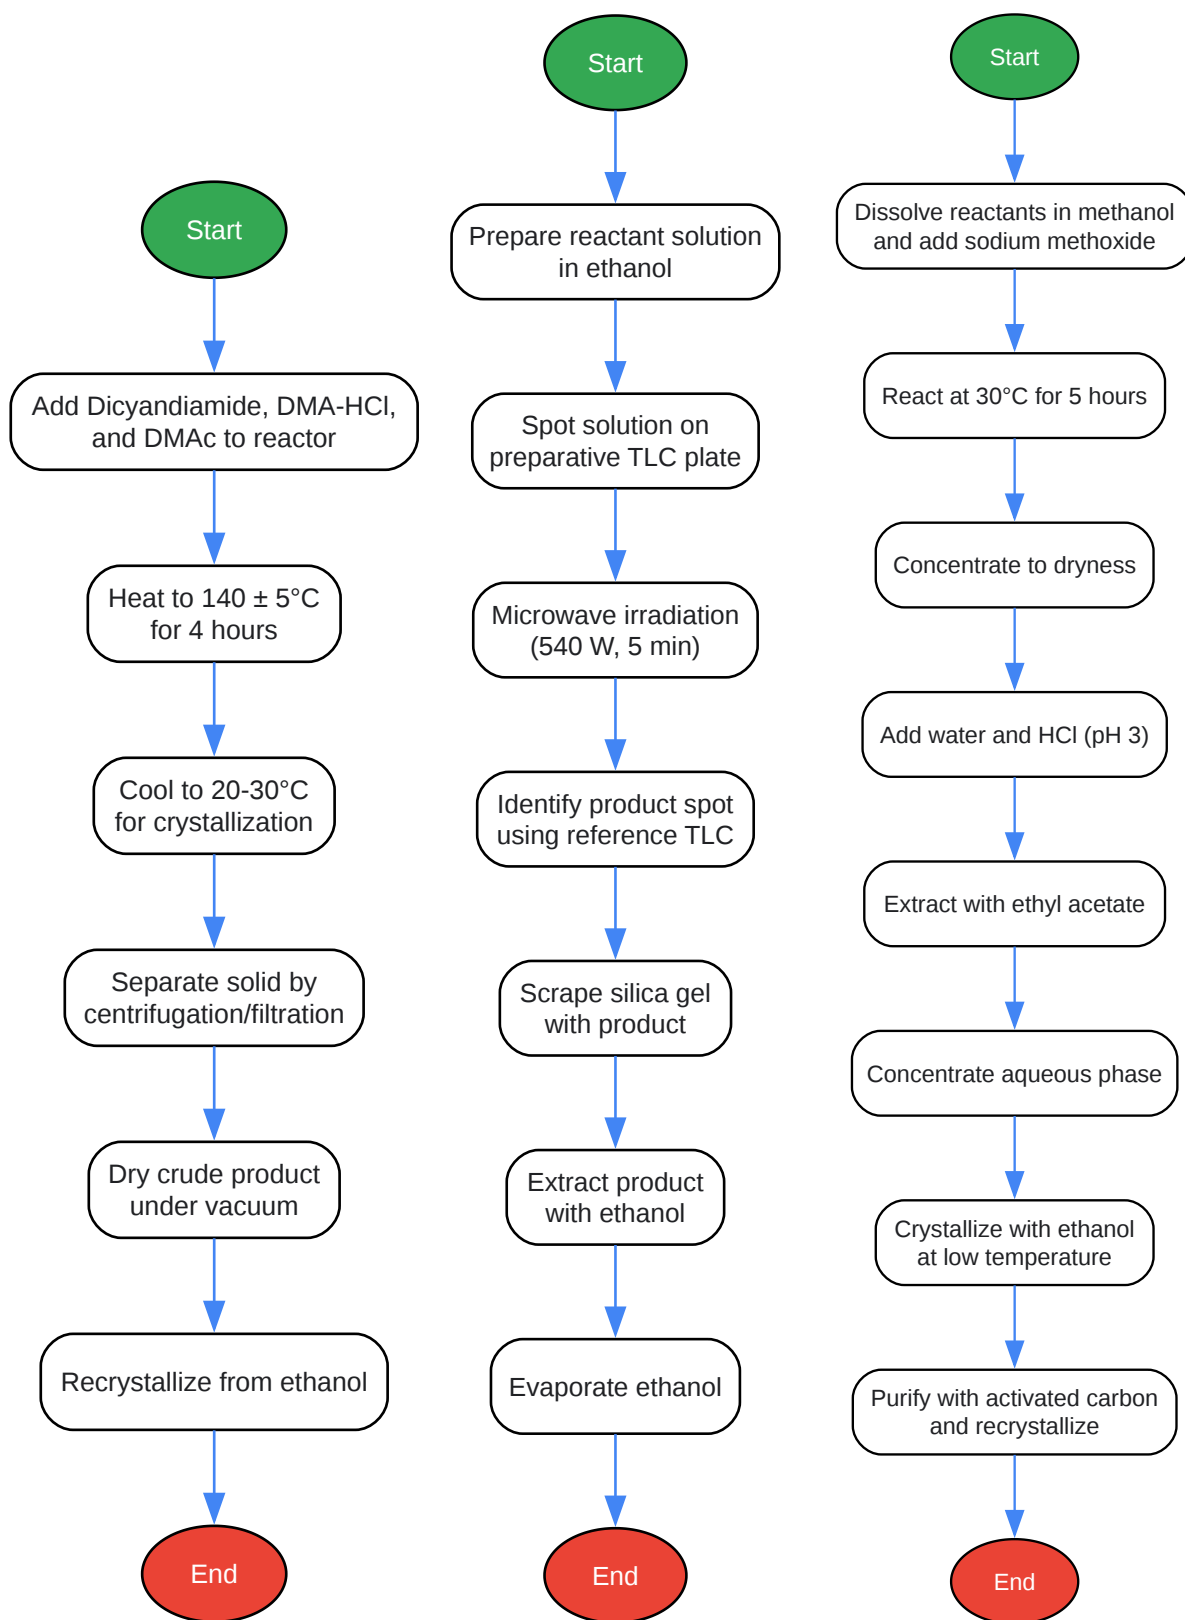 Start
Add Dicyandiamide, DMA-HCl,
and DMAc to reactor
Heat to 140 ± 5°C
for 4 hours
Cool to 20-30°C
for crystallization
Separate solid by
centrifugation/filtration
Dry crude product
under vacuum
Recrystallize from ethanol
End
Start
Prepare reactant solution
in ethanol
Spot solution on
preparative TLC plate
Microwave irradiation
(540 W, 5 min)
Identify product spot
using reference TLC
Scrape silica gel
with product
Extract product
with ethanol
Evaporate ethanol
End
Start
Dissolve reactants in methanol
and add sodium methoxide
React at 30°C for 5 hours
Concentrate to dryness
Add water and HCl (pH 3)
Extract with ethyl acetate
Concentrate aqueous phase
Crystallize with ethanol
at low temperature
Purify with activated carbon
and recrystallize
End